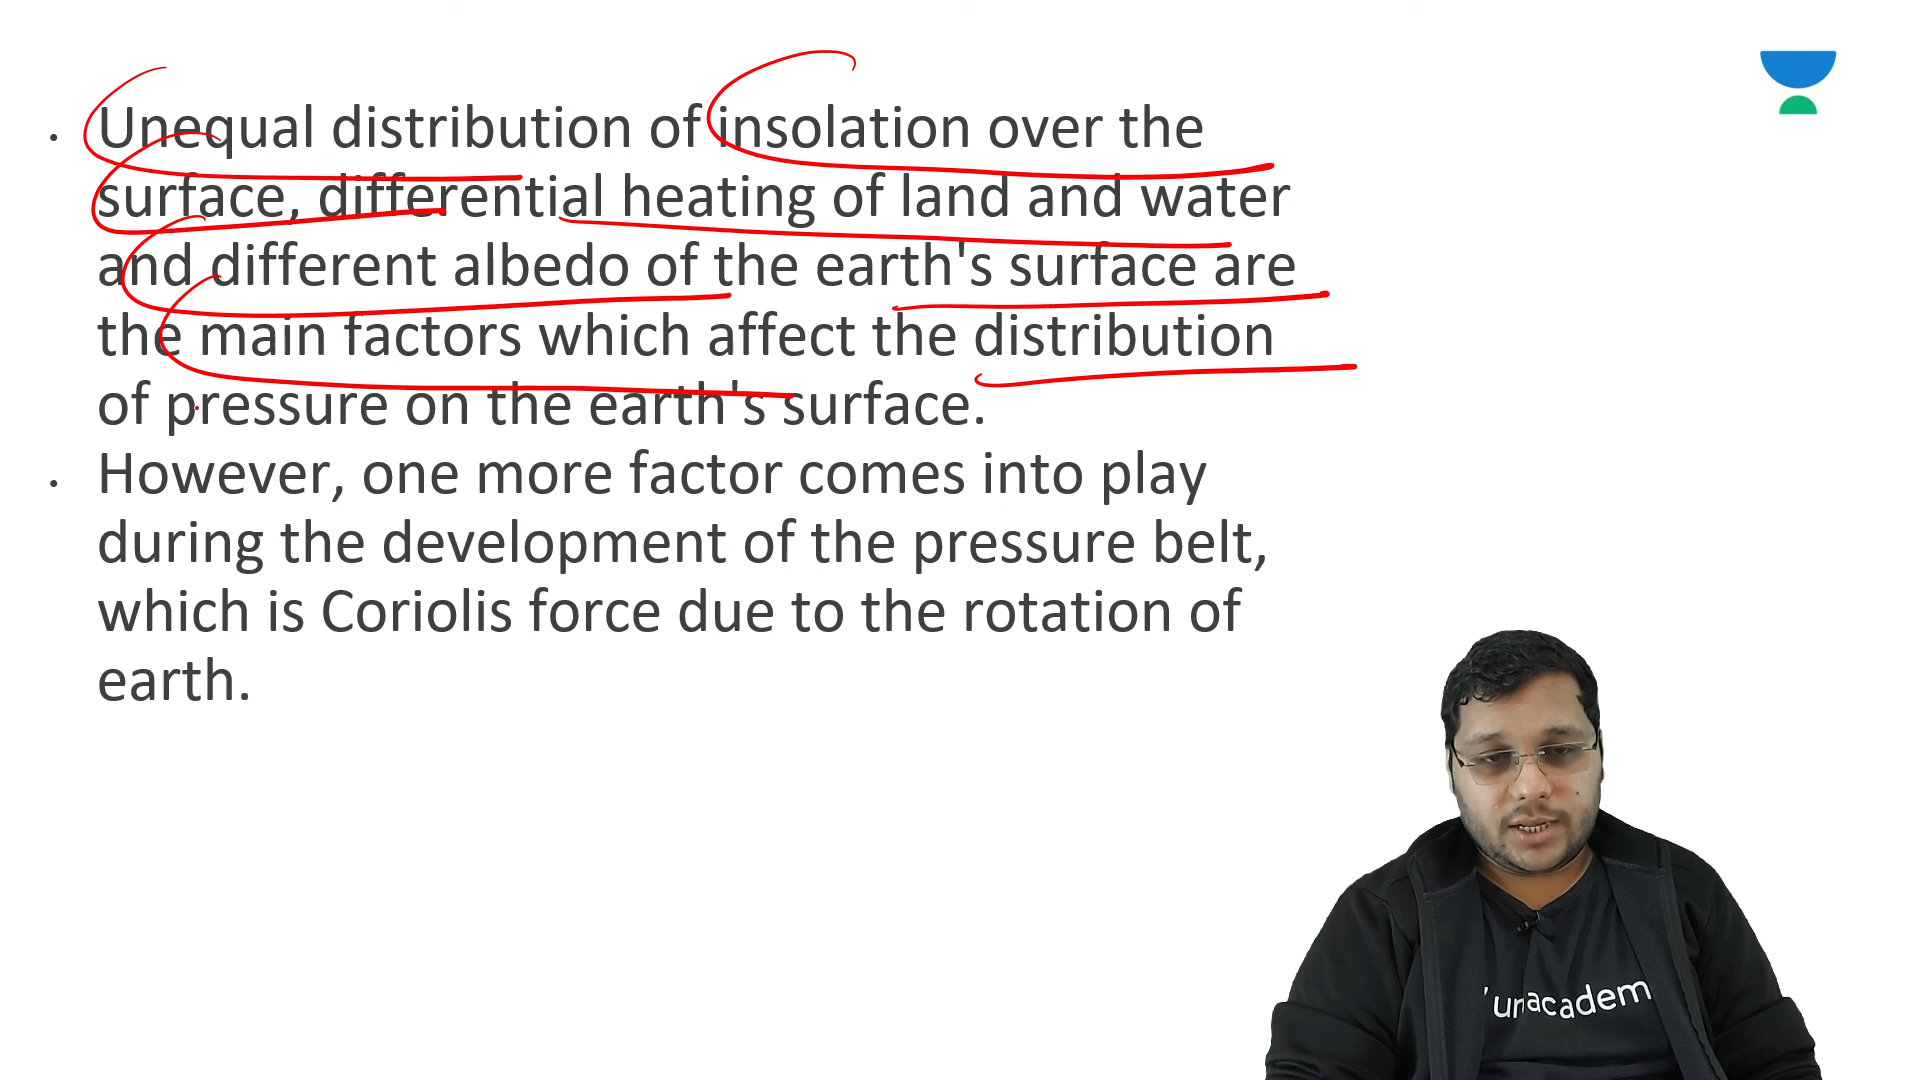 Unequal distribution of insolation over the
surface, differential heating of land and water
and different albedo of the earth's surface are
the main factors which affect the distribution
of pressure on the earth's surface.
However, one more factor comes into play
during the development of the pressure belt,
which is Coriolis force due to the rotation of
earth.
unacadem